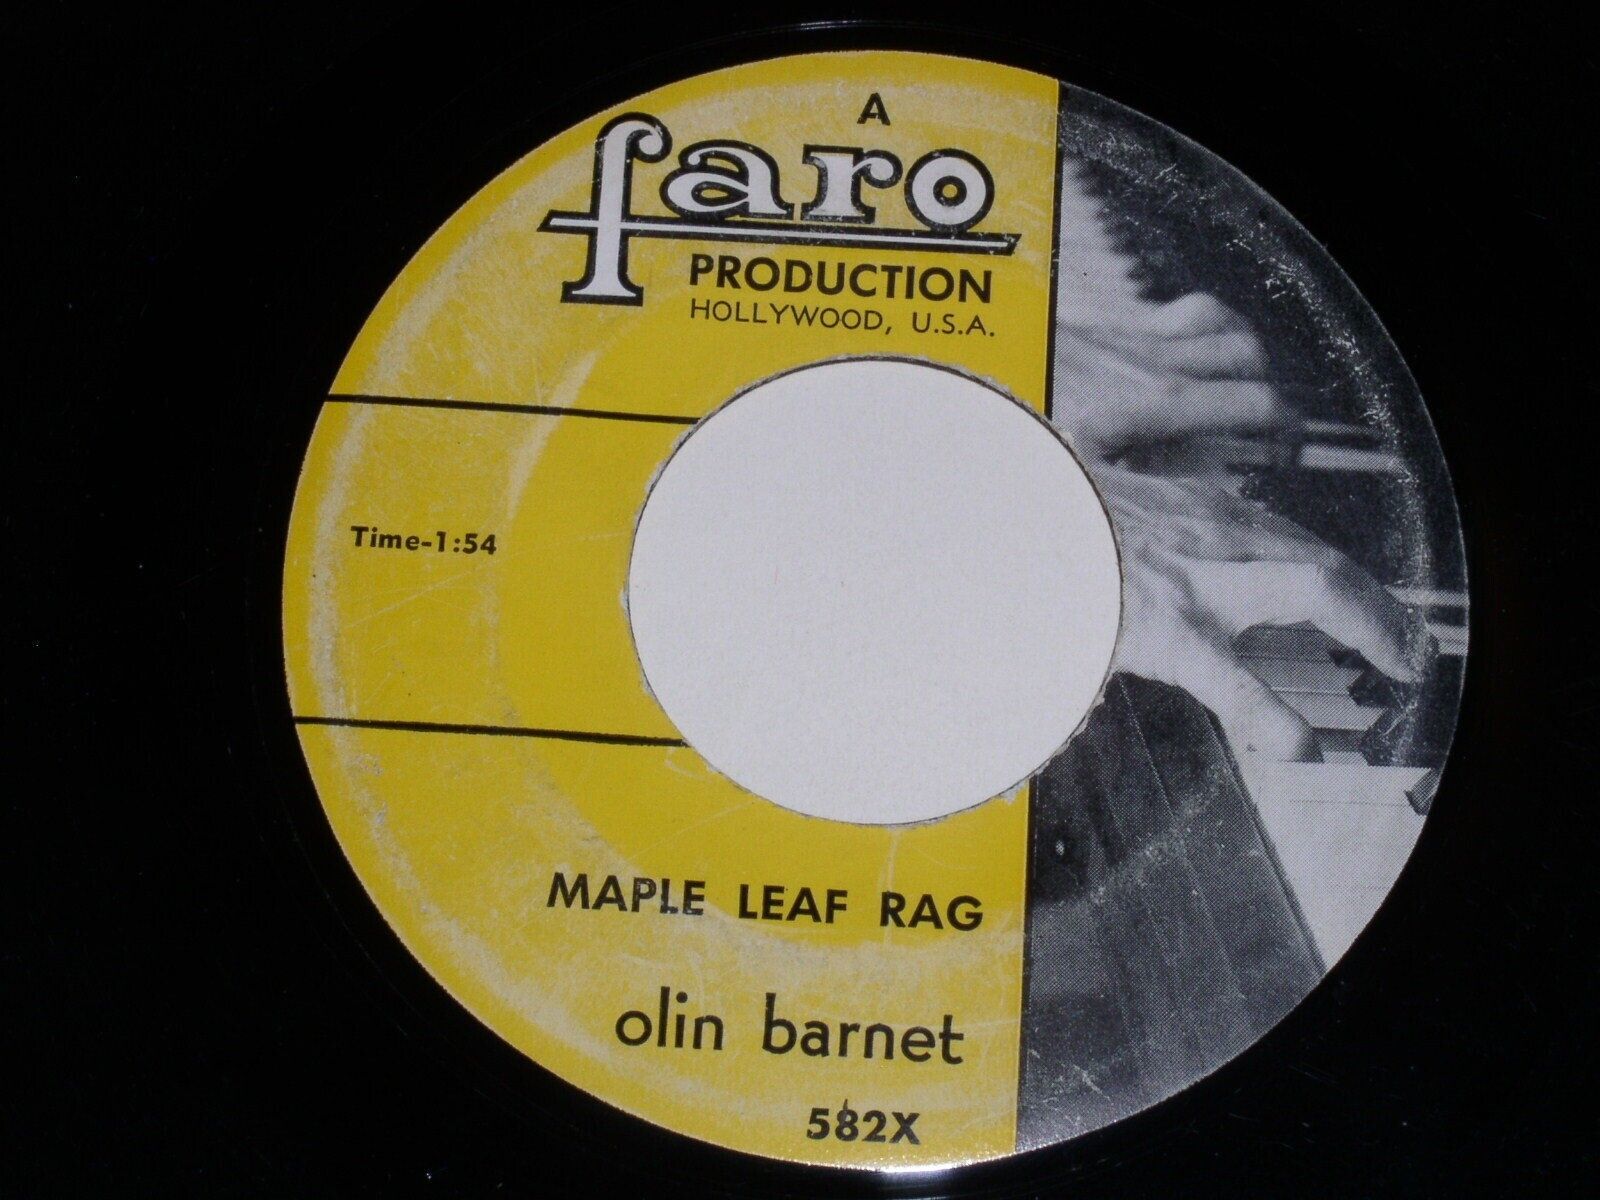 A
faro
PRODUCTION
HOLLYWOOD, U.S.A.
Time-1:54
MAPLE LEAF RAG
olin barnet
582X